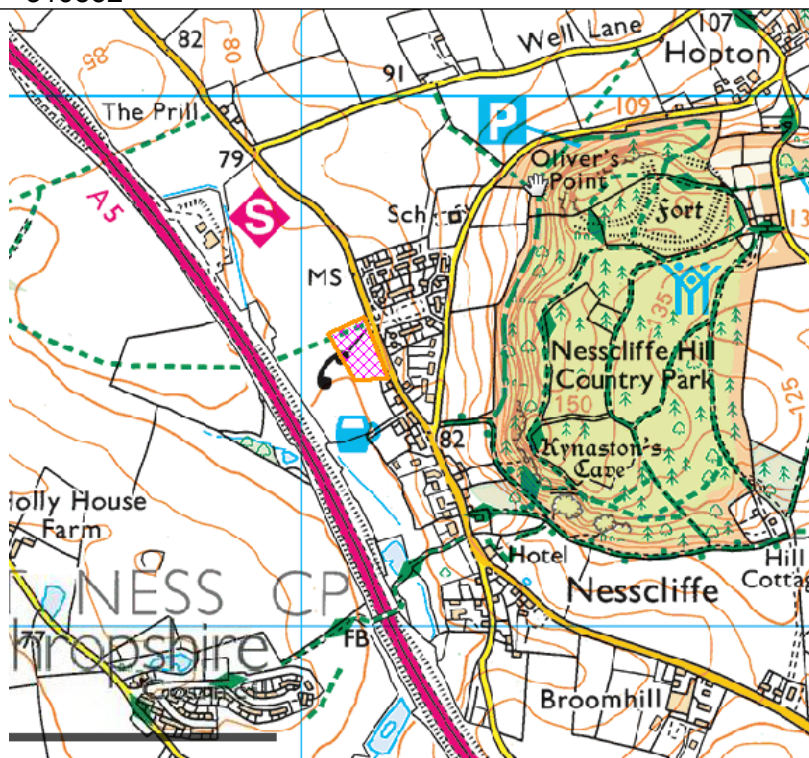 82
80
85
Well Lane
107
Hopton
91
The Prill
P
109
79
Oliver's
Point
A5
S
Sch
Fort
MS
135
Nesscliffe Hill
Country Park
150
125
82
Kynaston's
Cave
olly House
Farm
Hotel
Hill
Cotta
Nesscliffe
NESS CP
FB
hropshire
77
Broomhill